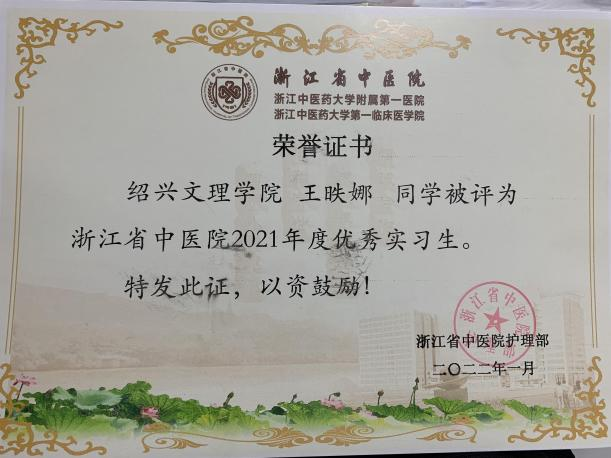 浙江省中医院
浙江中医药大学附属第一医院
浙江中医药大学第一临床医学院
荣誉证书
绍兴文理学院 王昳娜 同学被评为
浙江省中医院2021年度优秀实习生。
特发此证，以资鼓励!
浙江省中医院护理部
二〇二二年一月